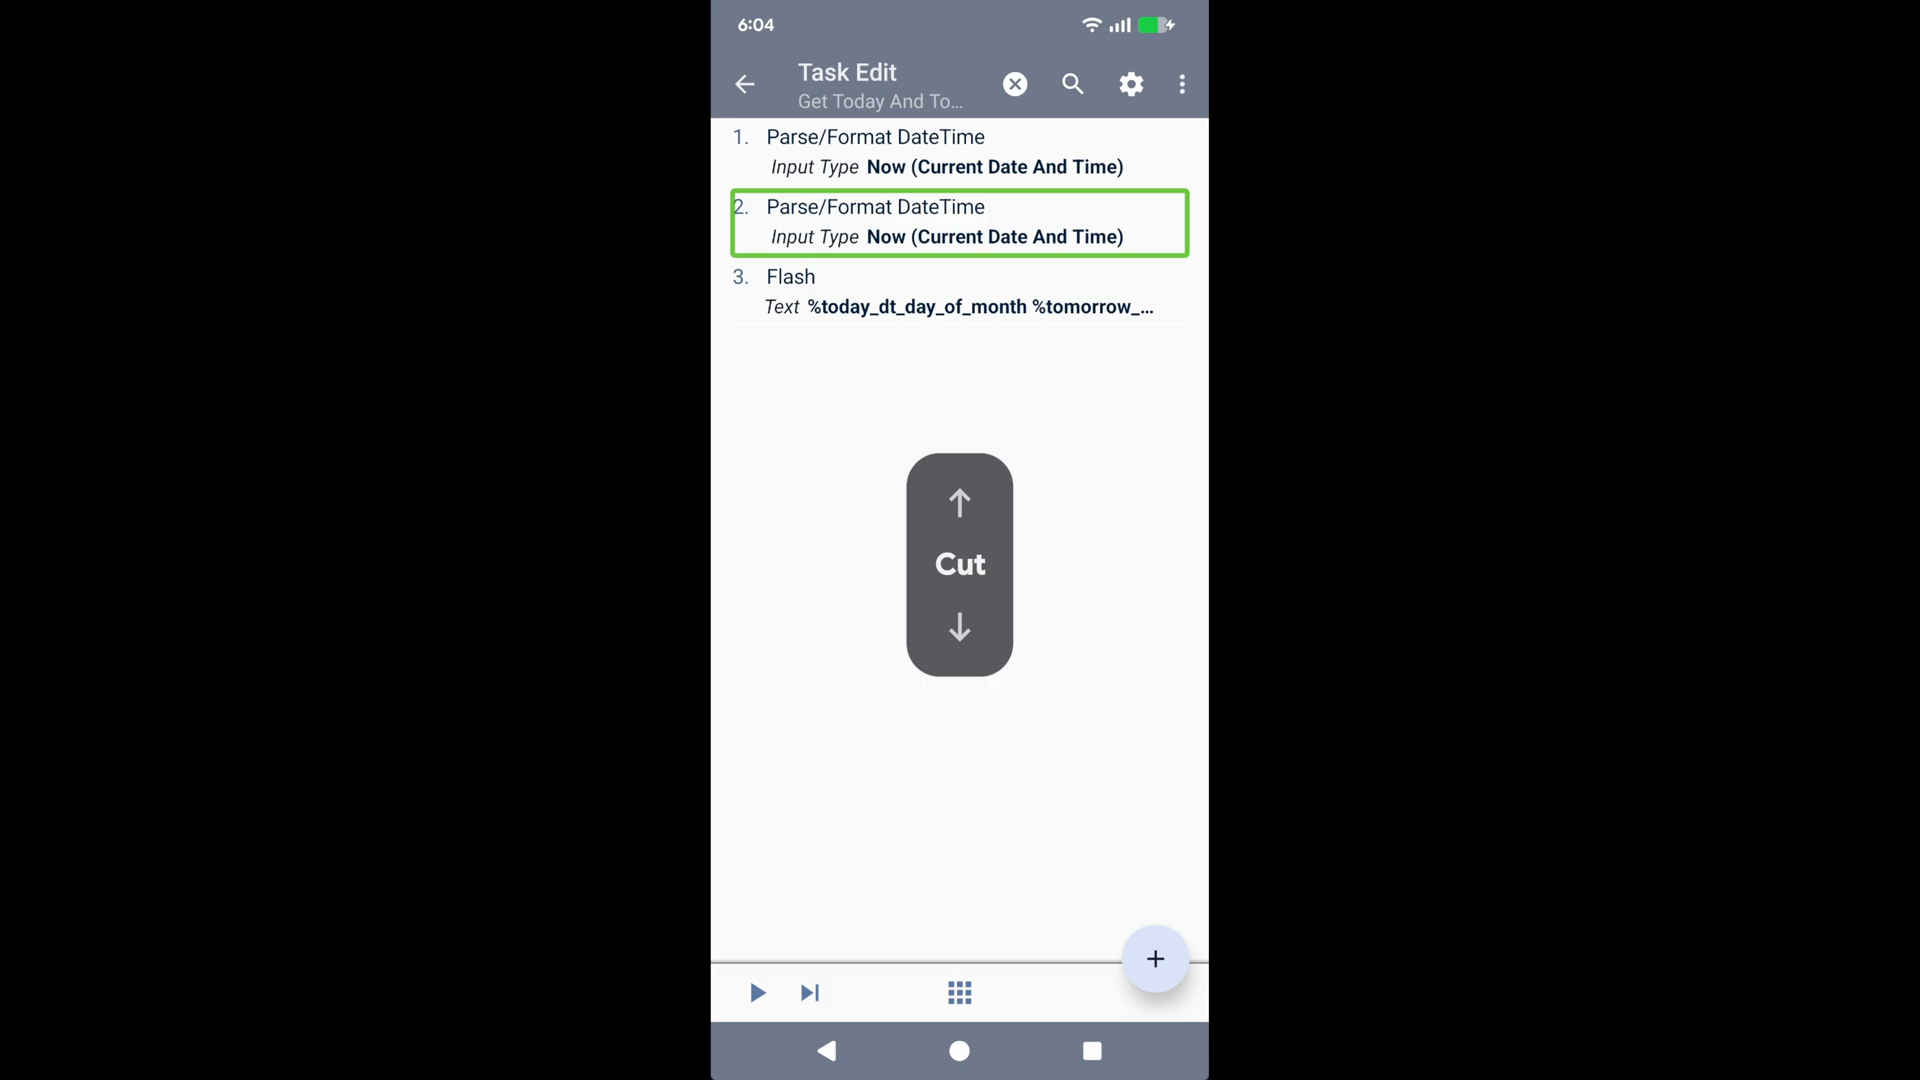 6:04
Task Edit
Get Today And To...
1. Parse/Format DateTime
Input Type Now (Current Date And Time)
2. Parse/Format DateTime
Input Type Now (Current Date And Time)
3. Flash
Text %today_dt_day_of_month %tomorrow_...
Cut